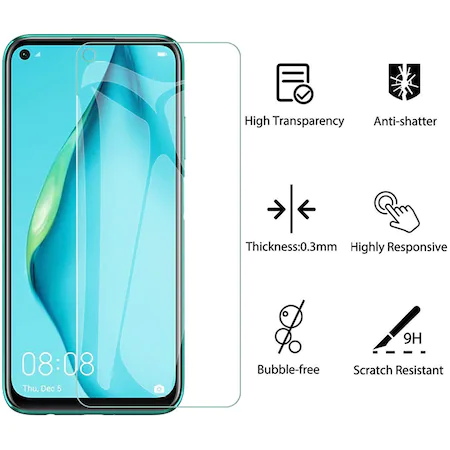 08:08
Thu, Dec 5
High Transparency
Anti-shatter
Thickness:0.3mm
Highly Responsive
Bubble-free
9H
Scratch Resistant